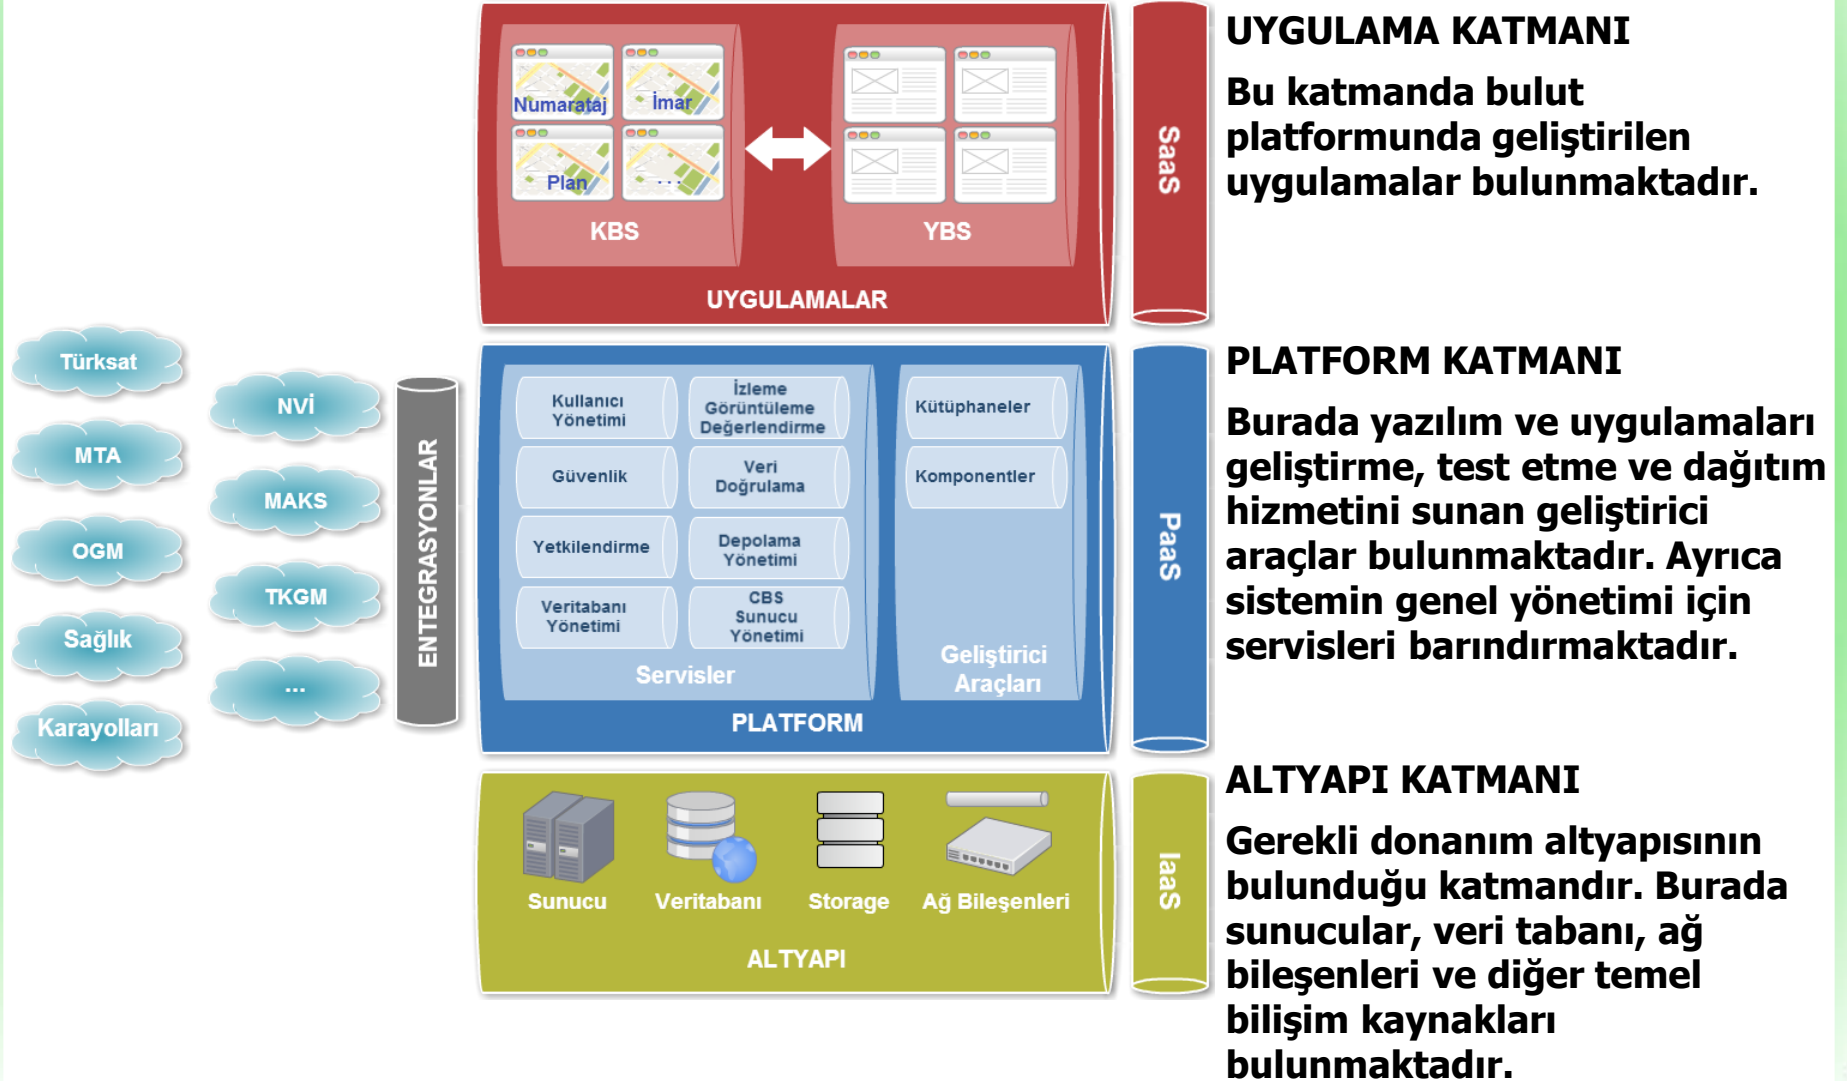 Numarataj
İmar
Plan
...
KBS
YBS
UYGULAMALAR
SaaS
UYGULAMA KATMANI
Bu katmanda bulut
platformunda geliştirilen
uygulamalar bulunmaktadır.
Türksat
MTA
OGM
Sağlık
Karayolları
NVİ
MAKS
TKGM
...
ENTEGRASYONLAR
Kullanıcı
Yönetimi
İzleme
Görüntüleme
Değerlendirme
Güvenlik
Veri
Doğrulama
Yetkilendirme
Depolama
Yönetimi
Veritabanı
Yönetimi
CBS
Sunucu
Yönetimi
Servisler
Kütüphaneler
Komponentler
Geliştirici
Araçları
PLATFORM
PaaS
PLATFORM KATMANI
Burada yazılım ve uygulamaları
geliştirme, test etme ve dağıtım
hizmetini sunan geliştirici
araçlar bulunmaktadır. Ayrıca
sistemin genel yönetimi için
servisleri barındırmaktadır.
Sunucu
Veritabanı
Storage
Ağ Bileşenleri
ALTYAPI
IaaS
ALTYAPI KATMANI
Gerekli donanım altyapısının
bulunduğu katmandır. Burada
sunucular, veri tabanı, ağ
bileşenleri ve diğer temel
bilişim kaynakları
bulunmaktadır.